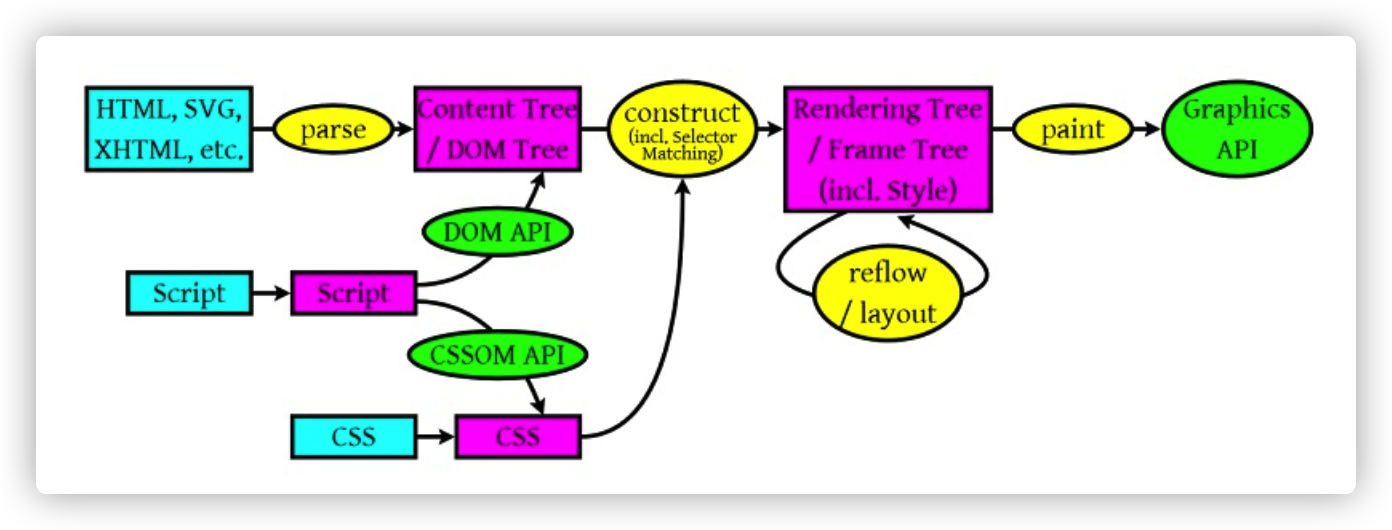 HTML, SVG,
XHTML, etc.
parse
Content Tree
/ DOM Tree
construct
(incl. Selector
Matching)
Rendering Tree
/ Frame Tree
(incl. Style)
paint
Graphics
API
DOM API
Script
Script
reflow
/ layout
CSSOM API
CSS
CSS